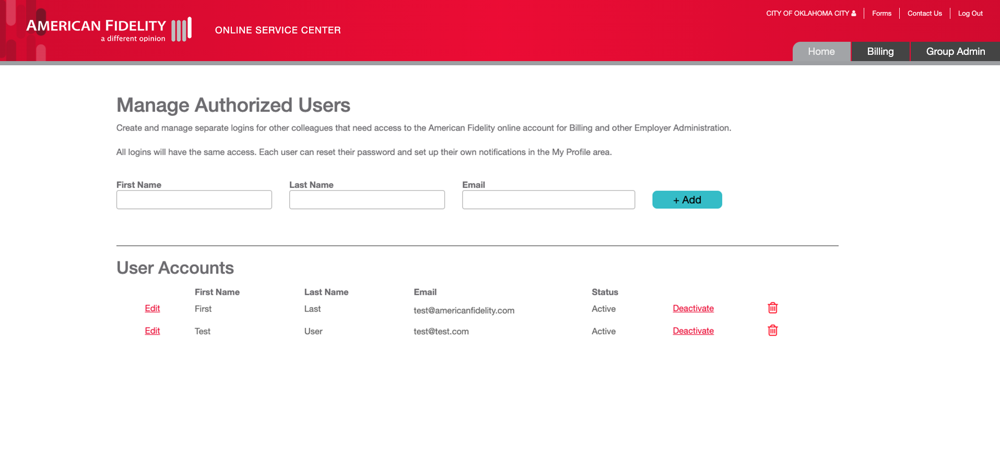 CITY OF OKLAHOMA CITY
Forms
Contact Us
Log Out
AMERICAN FIDELITY
a different opinion
ONLINE SERVICE CENTER
Home
Billing
Group Admin
Manage Authorized Users
Create and manage separate logins for other colleagues that need access to the American Fidelity online account for Billing and other Employer Administration.
All logins will have the same access. Each user can reset their password and set up their own notifications in the My Profile area.
First Name
Last Name
Email
+ Add
User Accounts
First Name Last Name Email Status
Edit First Last test@americanfidelity.com Active Deactivate
Edit Test User test@test.com Active Deactivate